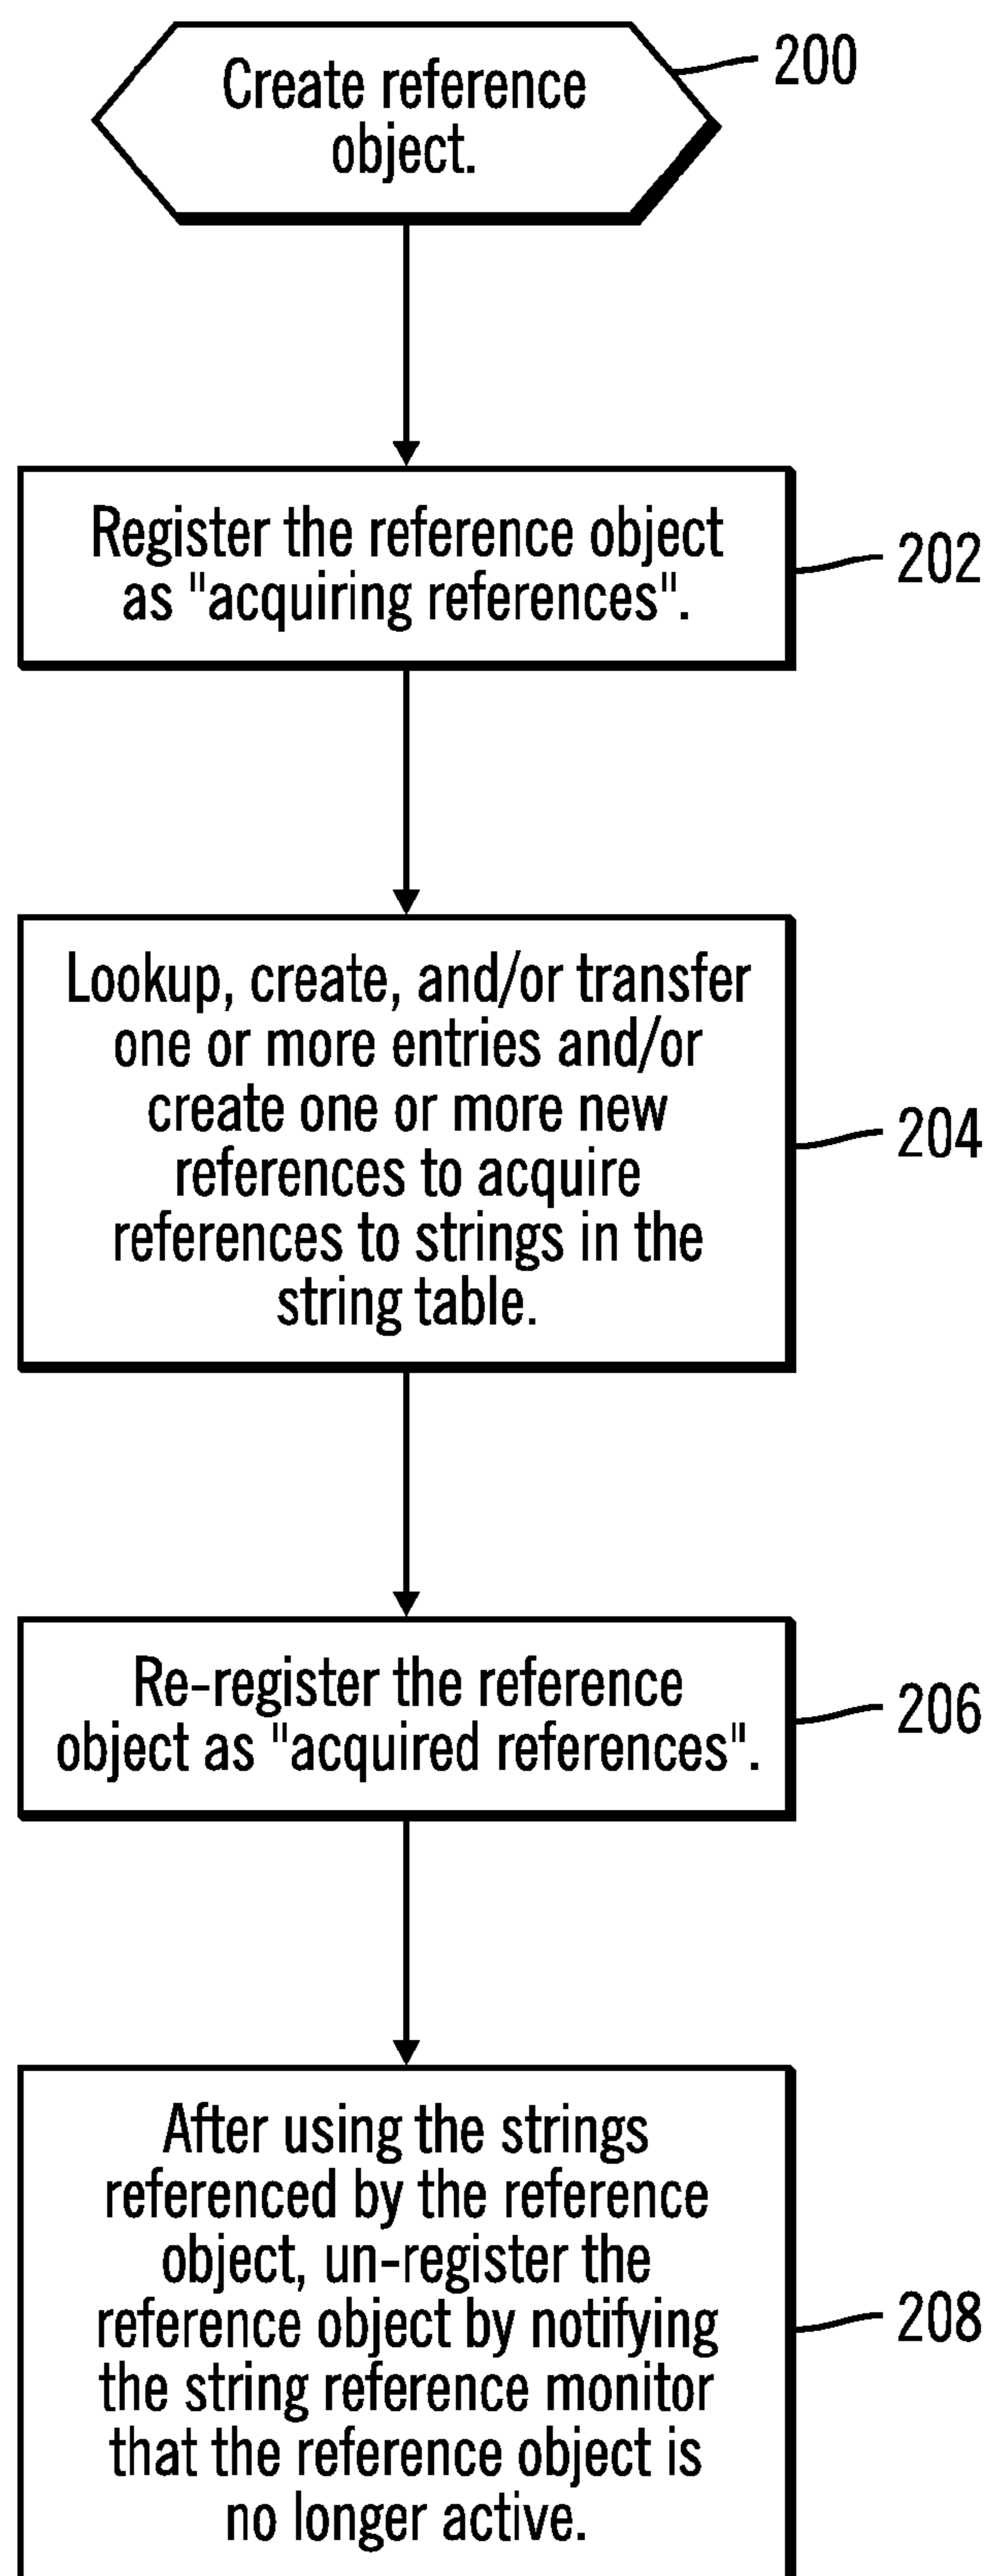 Create reference
object.
200
Register the reference object
as "acquiring references".
202
Lookup, create, and/or transfer
one or more entries and/or
create one or more new
references to acquire
references to strings in the
string table.
204
Re-register the reference
object as "acquired references".
206
After using the strings
referenced by the reference
object, un-register the
reference object by notifying
the string reference monitor
that the reference object is
no longer active.
208